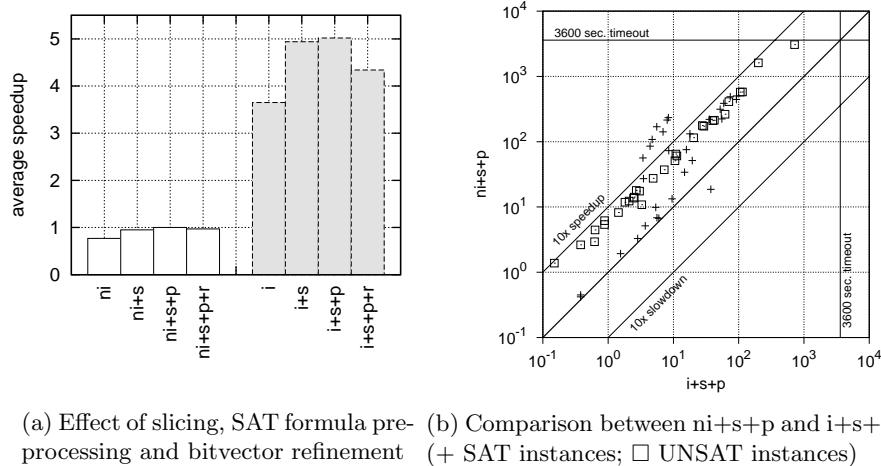 average speedup
5
4
3
2
1
0
ni
ni+s
ni+s+p
ni+s+p+r
i
i+s
i+s+p
i+s+p+r
ni+s+p
10^4
10^3
10^2
10^1
10^0
10^-1
3600 sec. timeout
10x speedup
10x slowdown
3600 sec. timeout
10^-1
10^0
10^1
10^2
10^3
10^4
i+s+p
(a) Effect of slicing, SAT formula pre-
processing and bitvector refinement
(b) Comparison between ni+s+p and i+s+
(+ SAT instances; □ UNSAT instances)